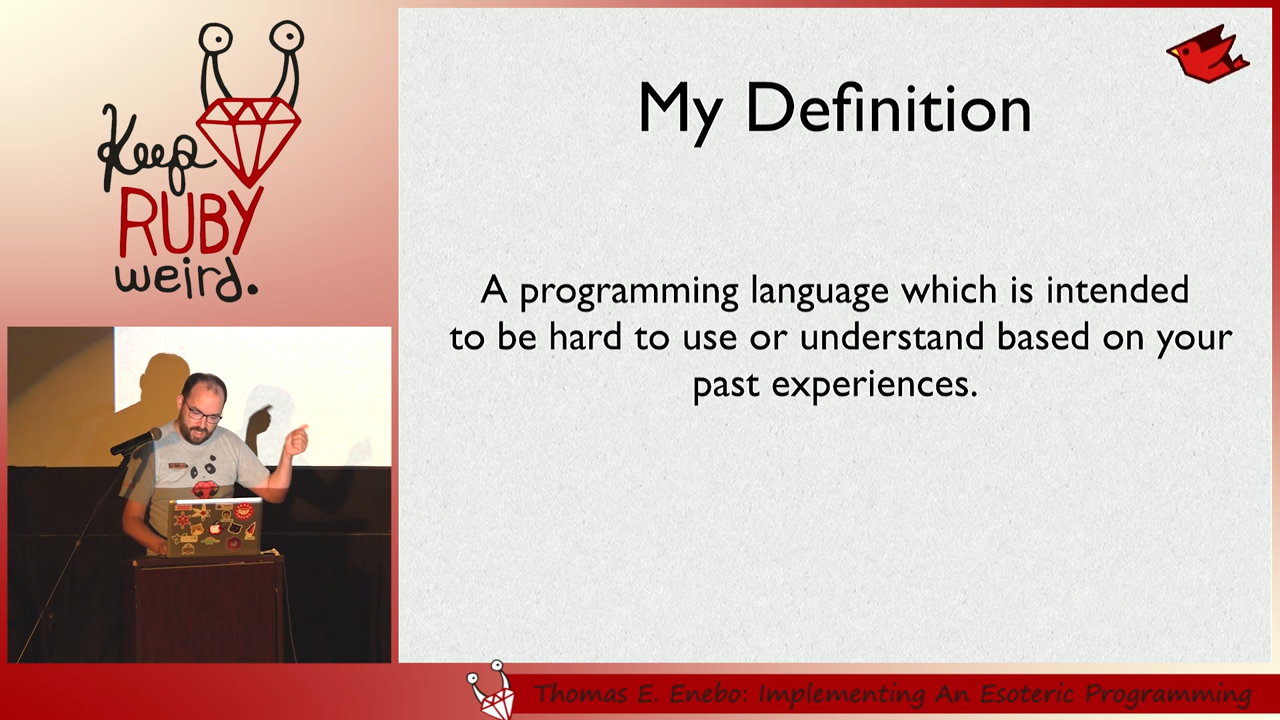 Keep
RUBY
weird.
My Definition
A programming language which is intended
to be hard to use or understand based on your
past experiences.
Thomas E. Enebo: Implementing An Esoteric Programming